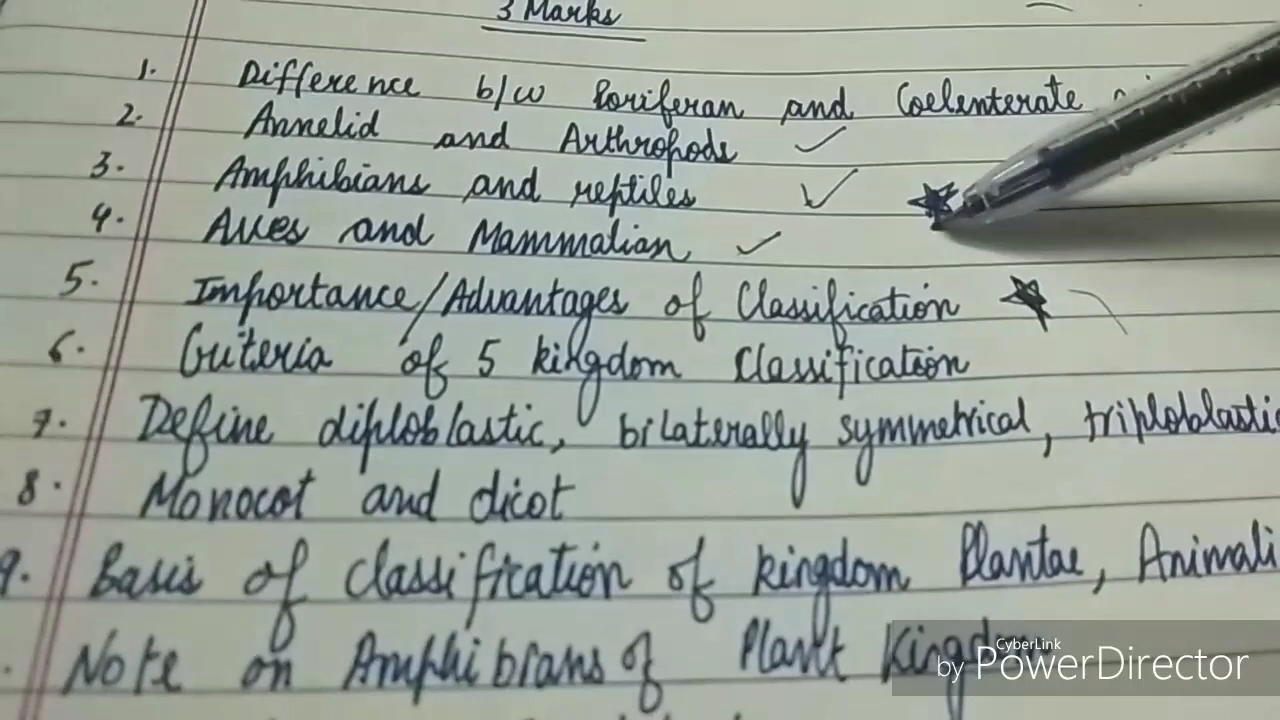 3 Marks
1. Difference b/w Poriferan and Coelenterate
2. Annelid and Arthropods ✓
3. Amphibians and reptiles ✓
4. Aves and Mammalian ✓
5. Importance/Advantages of Classification
6. Criteria of 5 kingdom Classification
7. Define diploblastic, bilaterally symmetrical, triploblastic
8. Monocot and dicot
9. Basis of classification of kingdom Plantae, Animali
. Note on Amphibians of Plant Kingdom
CyberLink
by PowerDirector